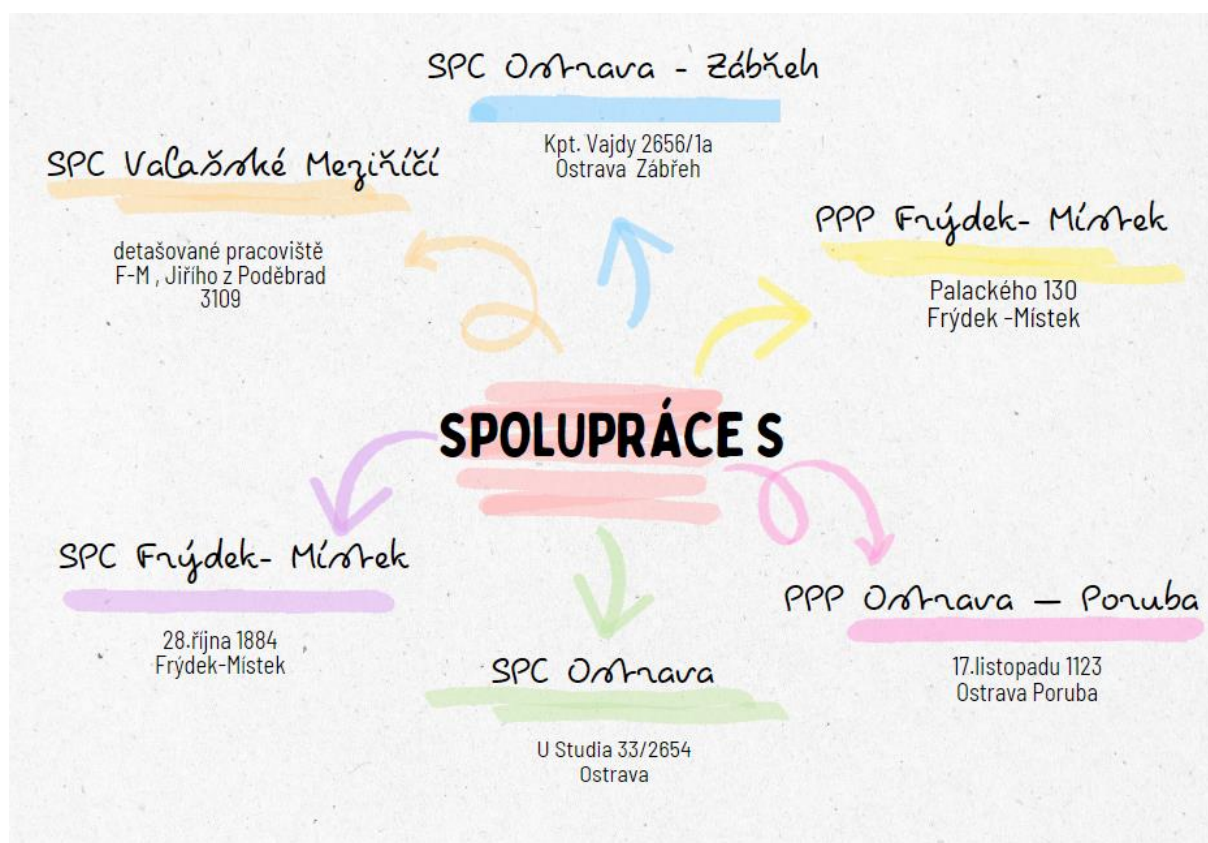 SPC Ostrava - Zábřeh
Kpt. Vajdy 2656/1a
Ostrava Zábřeh
SPC Valašské Meziříčí
detašované pracoviště
F-M , Jiřího z Poděbrad
3109
PPP Frýdek- Místek
Palackého 130
Frýdek -Místek
SPOLUPRÁCE S
SPC Frýdek- Místek
28.října 1884
Frýdek-Místek
SPC Ostrava
U Studia 33/2654
Ostrava
PPP Ostrava – Poruba
17.listopadu 1123
Ostrava Poruba